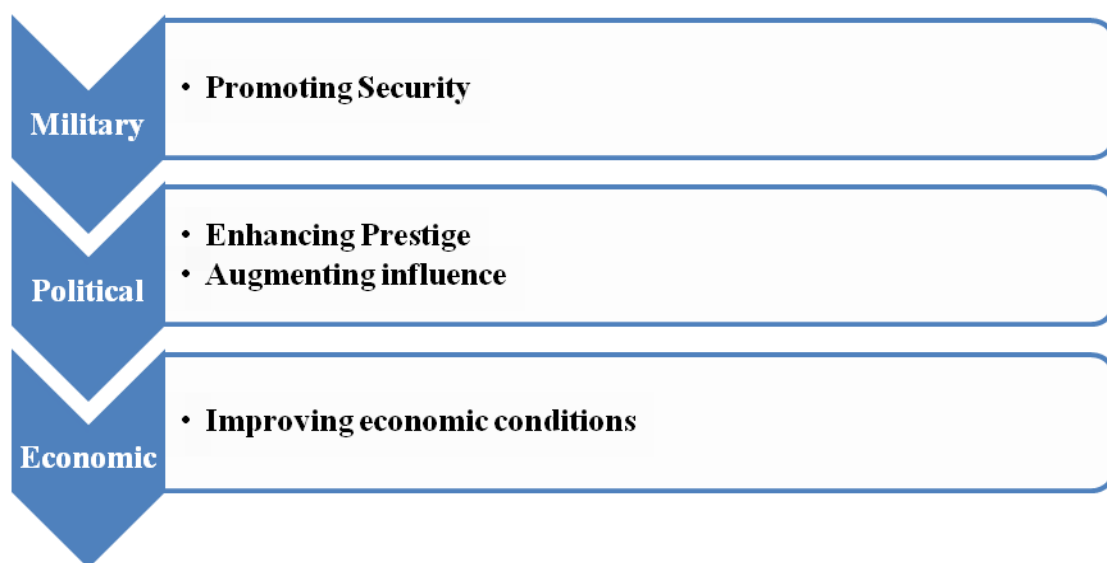 Military
• Promoting Security
Political
• Enhancing Prestige
• Augmenting influence
Economic
• Improving economic conditions